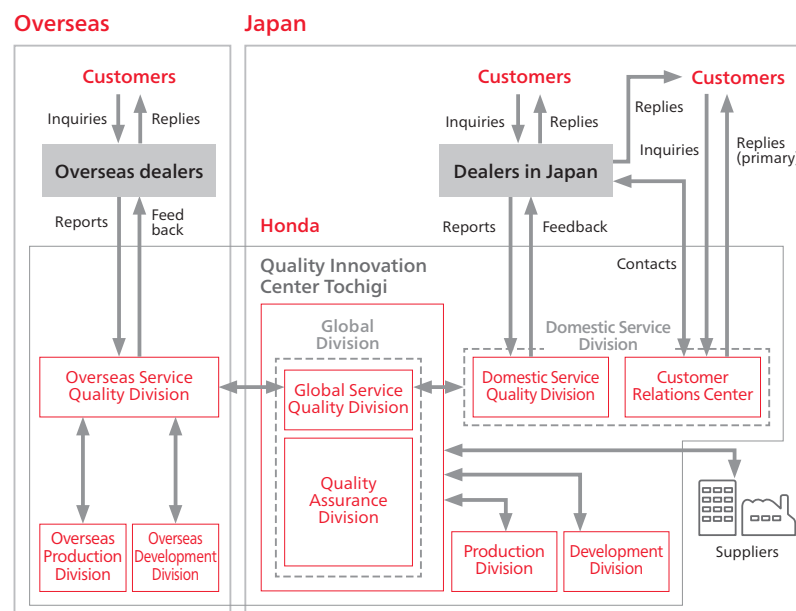 Overseas
Japan
Customers
Customers
Customers
Inquiries
Replies
Inquiries
Replies
Replies
Inquiries
Replies
(primary)
Overseas dealers
Dealers in Japan
Reports
Feed
back
Honda
Reports
Feedback
Contacts
Quality Innovation
Center Tochigi
Global
Division
Domestic Service
Division
Overseas Service
Quality Division
Global Service
Quality Division
Domestic Service
Quality Division
Customer
Relations Center
Quality
Assurance
Division
Overseas
Production
Division
Overseas
Development
Division
Production
Division
Development
Division
Suppliers